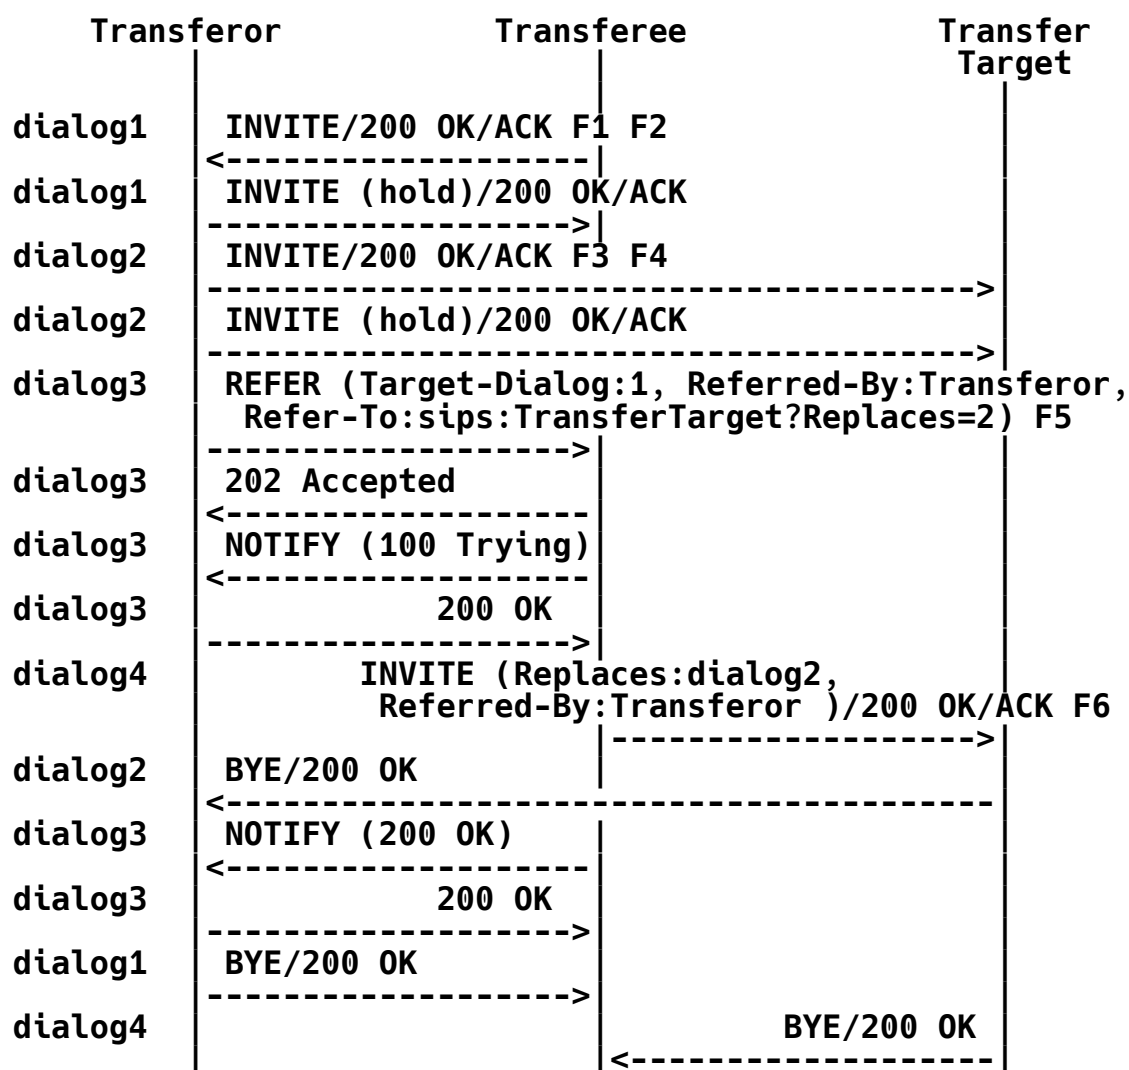 Transferor Transferee Transfer
Target
dialog1 INVITE/200 OK/ACK F1 F2
dialog1 INVITE (hold)/200 OK/ACK
dialog2 INVITE/200 OK/ACK F3 F4
dialog2 INVITE (hold)/200 OK/ACK
dialog3 REFER (Target-Dialog:1, Referred-By:Transferor,
Refer-To:sips:TransferTarget?Replaces=2) F5
dialog3 202 Accepted
dialog3 NOTIFY (100 Trying)
dialog3 200 OK
dialog4 INVITE (Replaces:dialog2,
Referred-By:Transferor )/200 OK/ACK F6
dialog2 BYE/200 OK
dialog3 NOTIFY (200 OK)
dialog3 200 OK
dialog1 BYE/200 OK
dialog4 BYE/200 OK